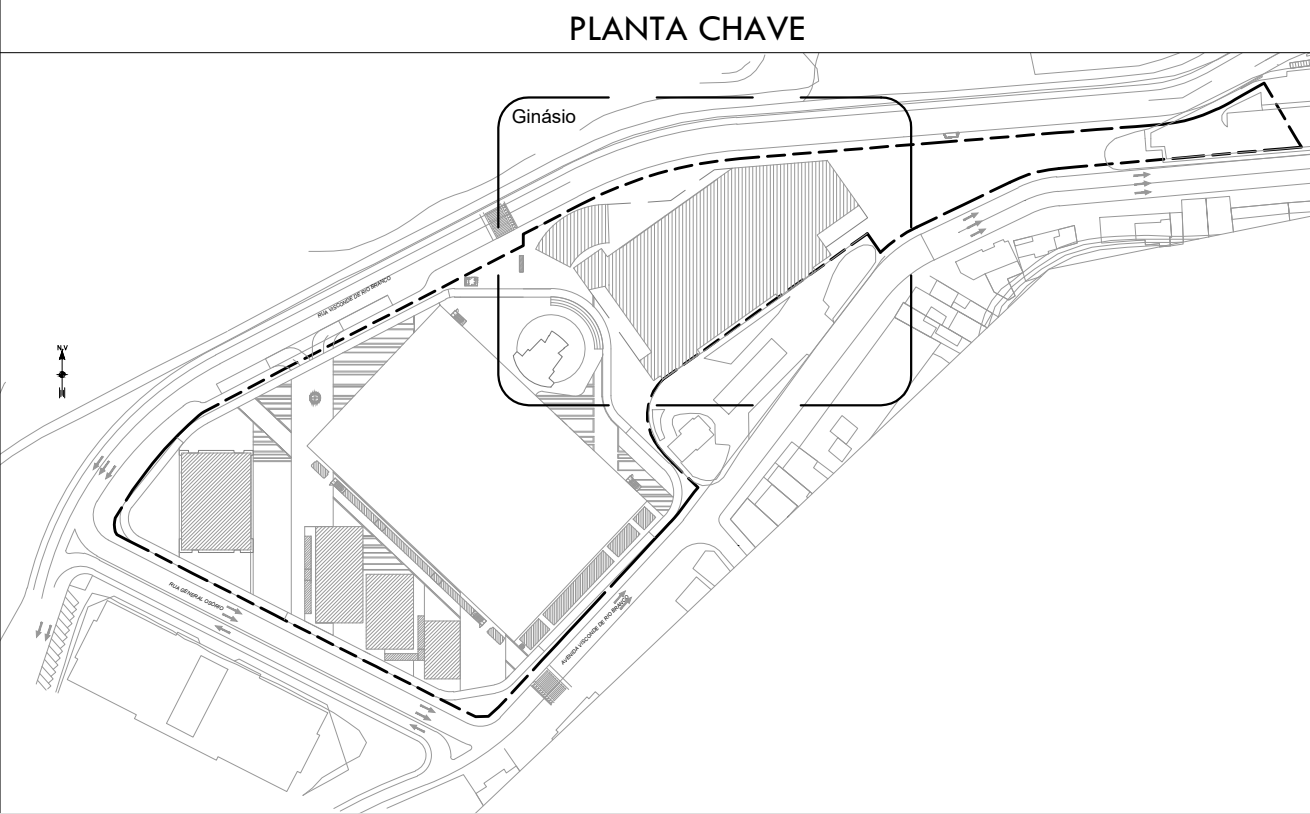 PLANTA CHAVE
Ginásio
RUA VISCONDE DE RIO BRANCO
N.V
RUA GENERAL OSÓRIO
AVENIDA VISCONDE DE RIO BRANCO